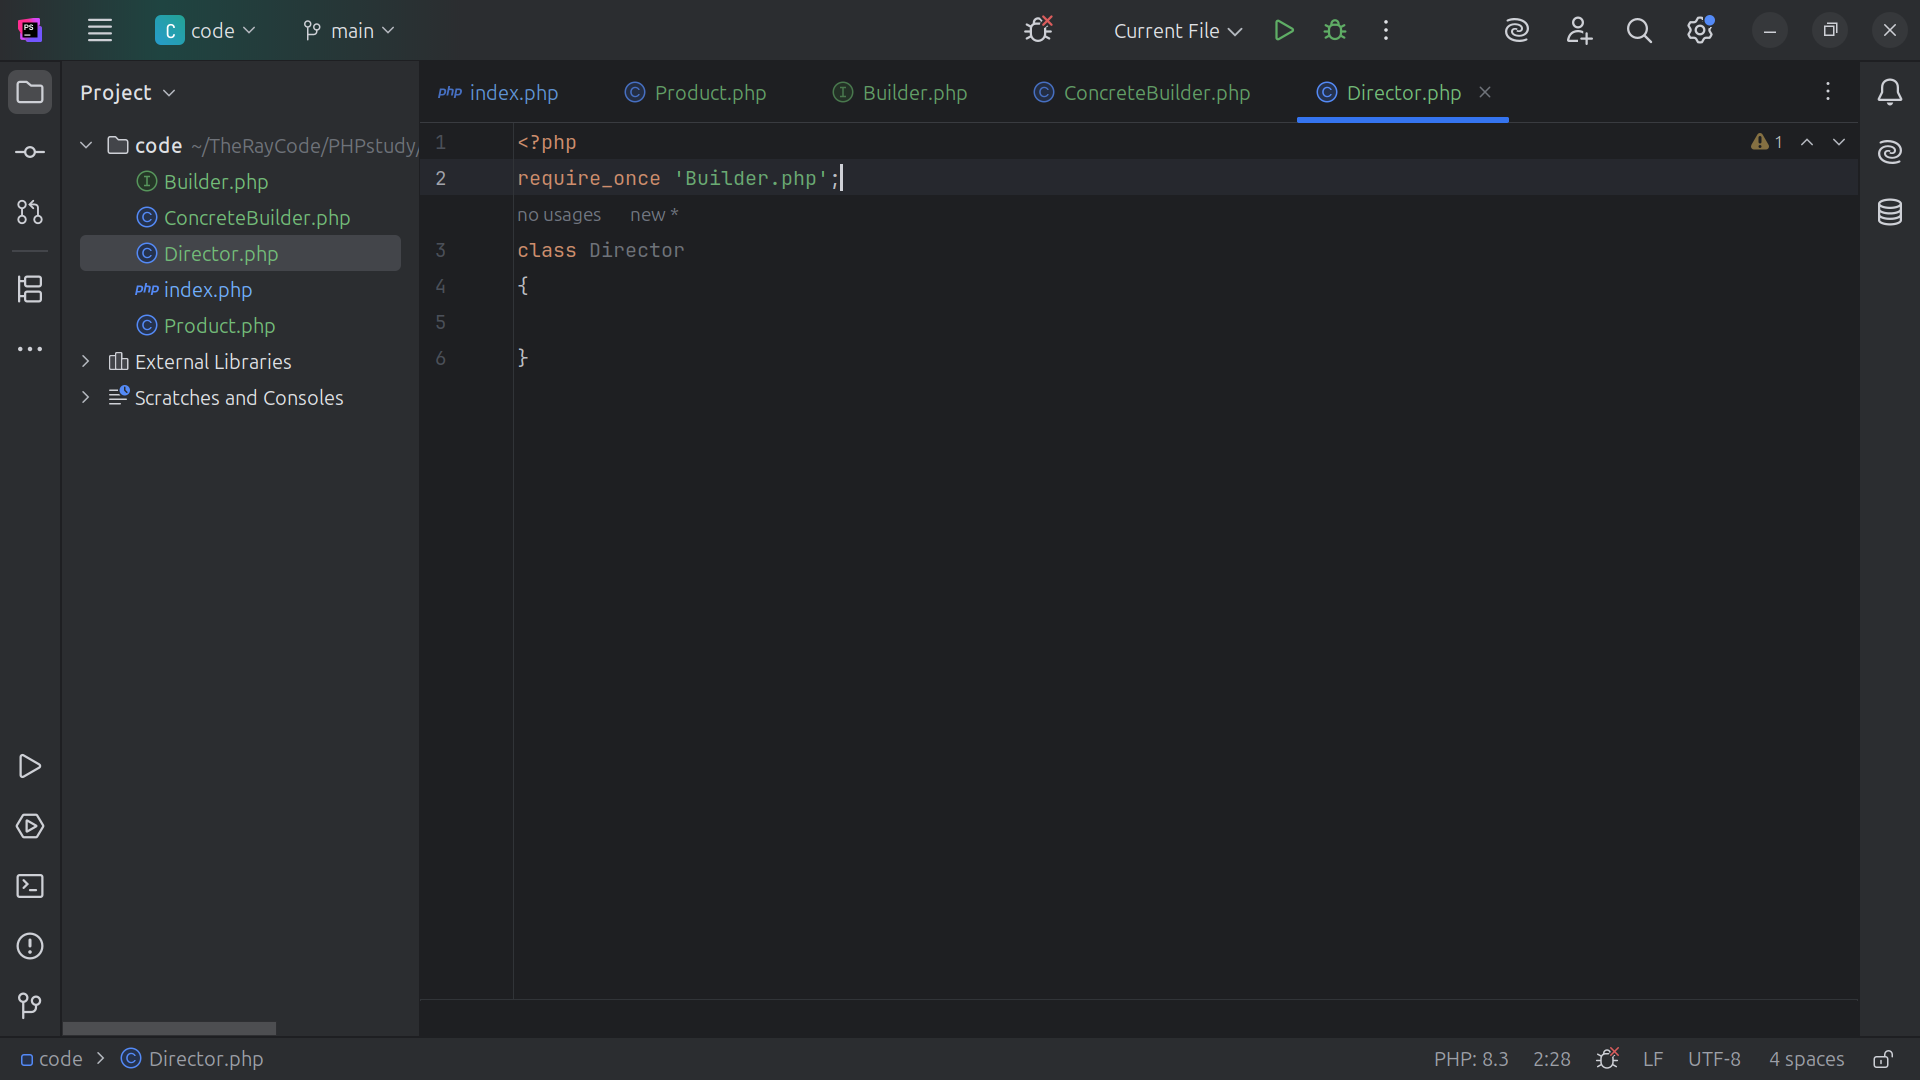 PS
C code
main
Current File
Project
code ~/TheRayCode/PHPstudy/
Builder.php
ConcreteBuilder.php
Director.php
php index.php
Product.php
External Libraries
Scratches and Consoles
php index.php
C Product.php
I Builder.php
C ConcreteBuilder.php
C Director.php
1 <?php
2 require_once 'Builder.php';
no usages new *
3 class Director
4 {
5
6 }
1
code > C Director.php
PHP: 8.3
2:28
LF
UTF-8
4 spaces